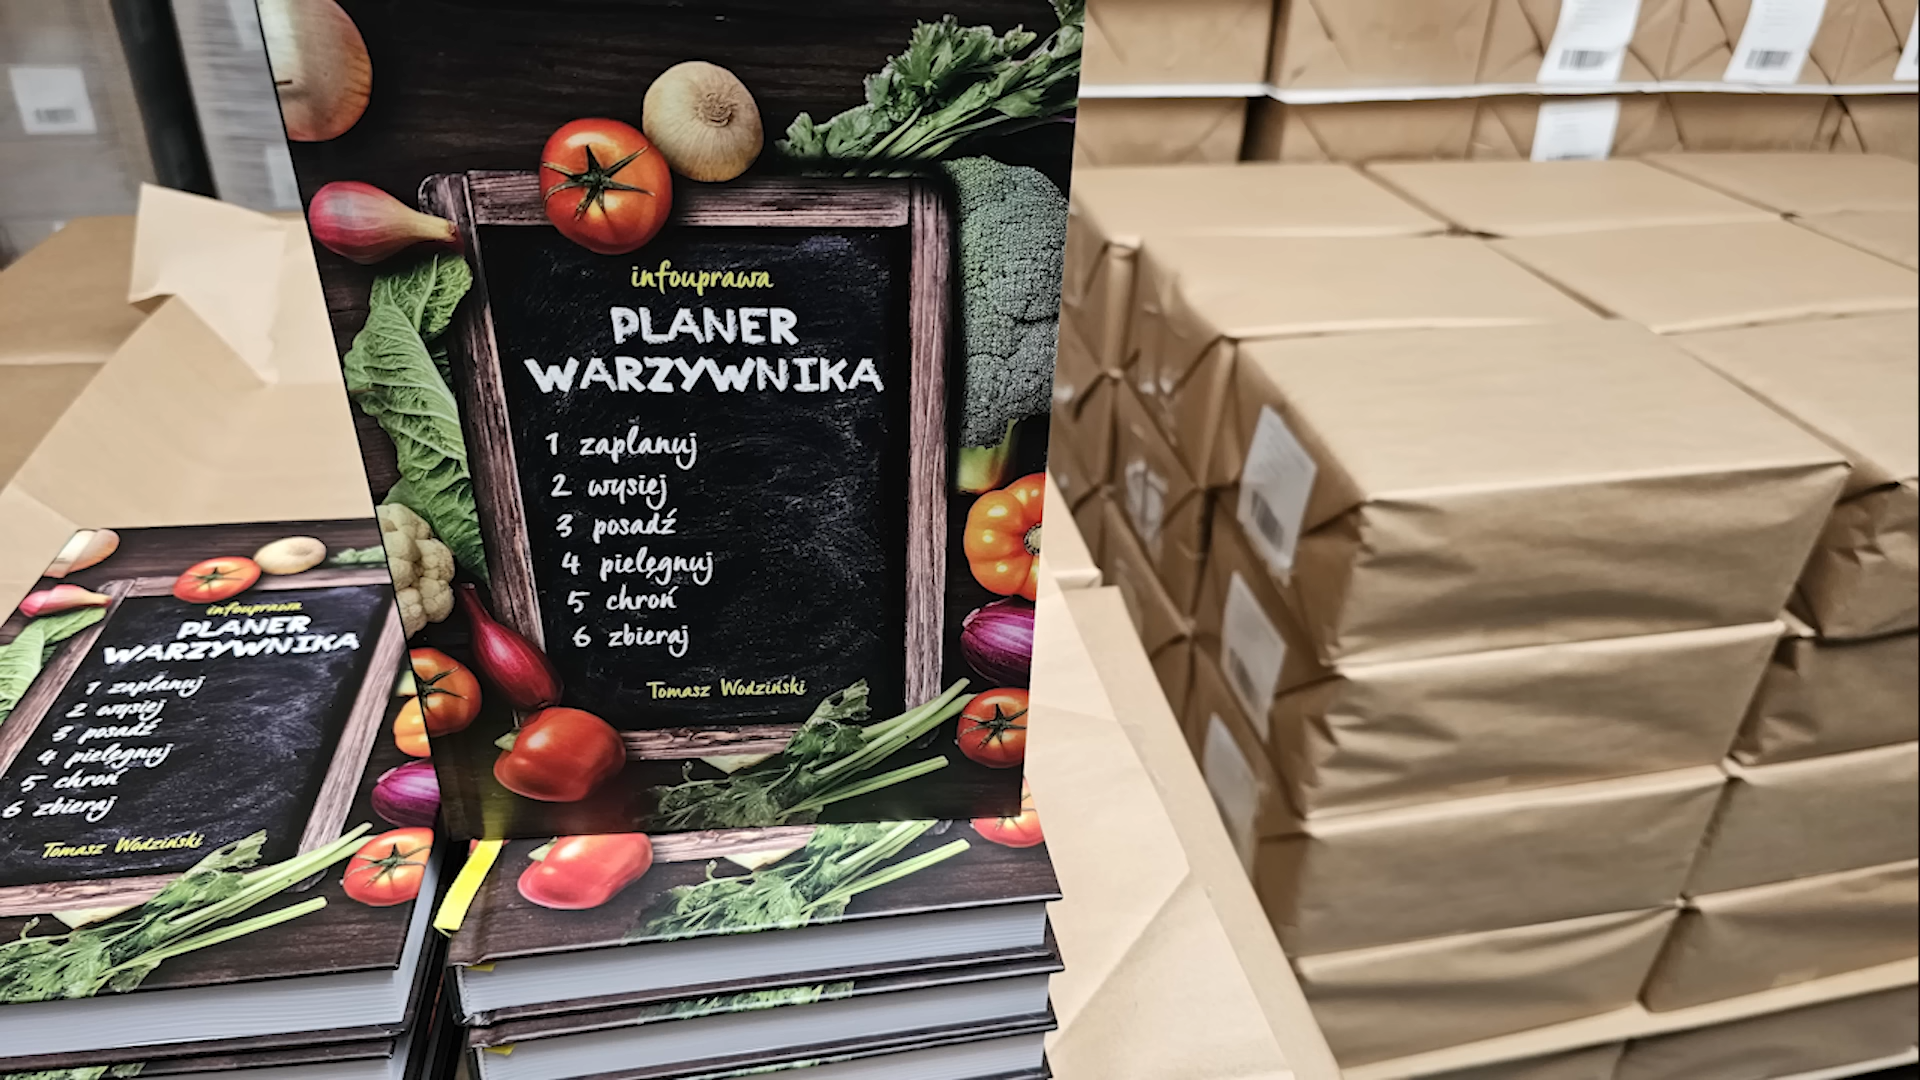 infouprawa
PLANER
WARZYWNIKA
1 zaplanuj
2 wysiej
3 posadź
4 pielęgnuj
5 chroń
6 zbieraj
Tomasz Wodziński
infouprawa
PLANER
WARZYWNIKA
1 zaplanuj
2 wysiej
3 posadź
4 pielęgnuj
5 chroń
6 zbieraj
Tomasz Wodziński